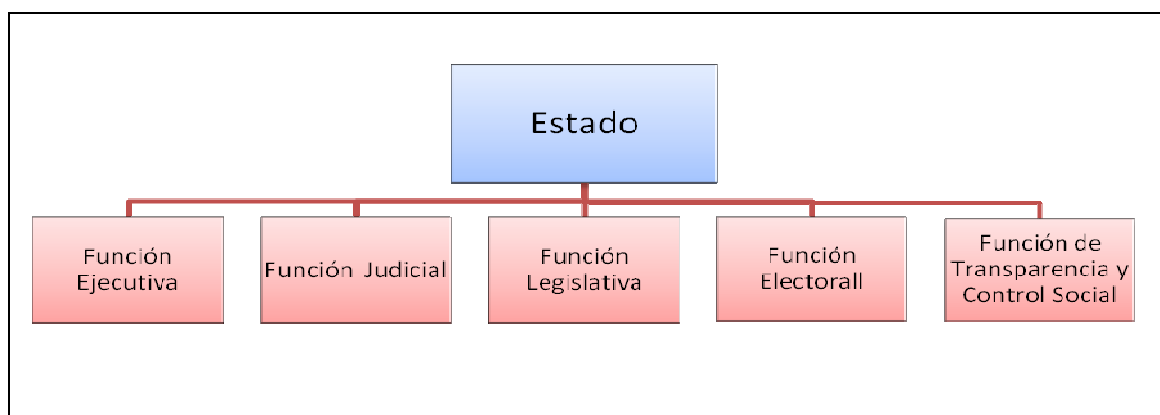 Estado
Función
Ejecutiva
Función Judicial
Función
Legislativa
Función
Electorall
Función de
Transparencia y
Control Social